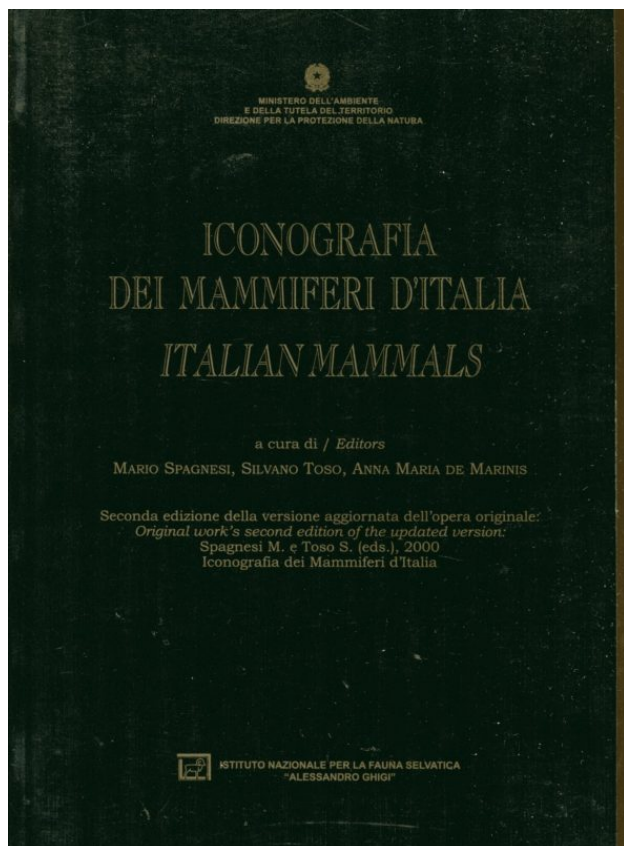 MINISTERO DELL'AMBIENTE
E DELLA TUTELA DEL TERRITORIO
DIREZIONE PER LA PROTEZIONE DELLA NATURA
ICONOGRAFIA
DEI MAMMIFERI D'ITALIA
ITALIAN MAMMALS
a cura di / Editors
MARIO SPAGNESI, SILVANO TOSO, ANNA MARIA DE MARINIS
Seconda edizione della versione aggiornata dell'opera originale:
Original work's second edition of the updated version:
Spagnesi M. e Toso S. (eds.), 2000
Iconografia dei Mammiferi d'Italia
ISTITUTO NAZIONALE PER LA FAUNA SELVATICA
"ALESSANDRO GHIGI"